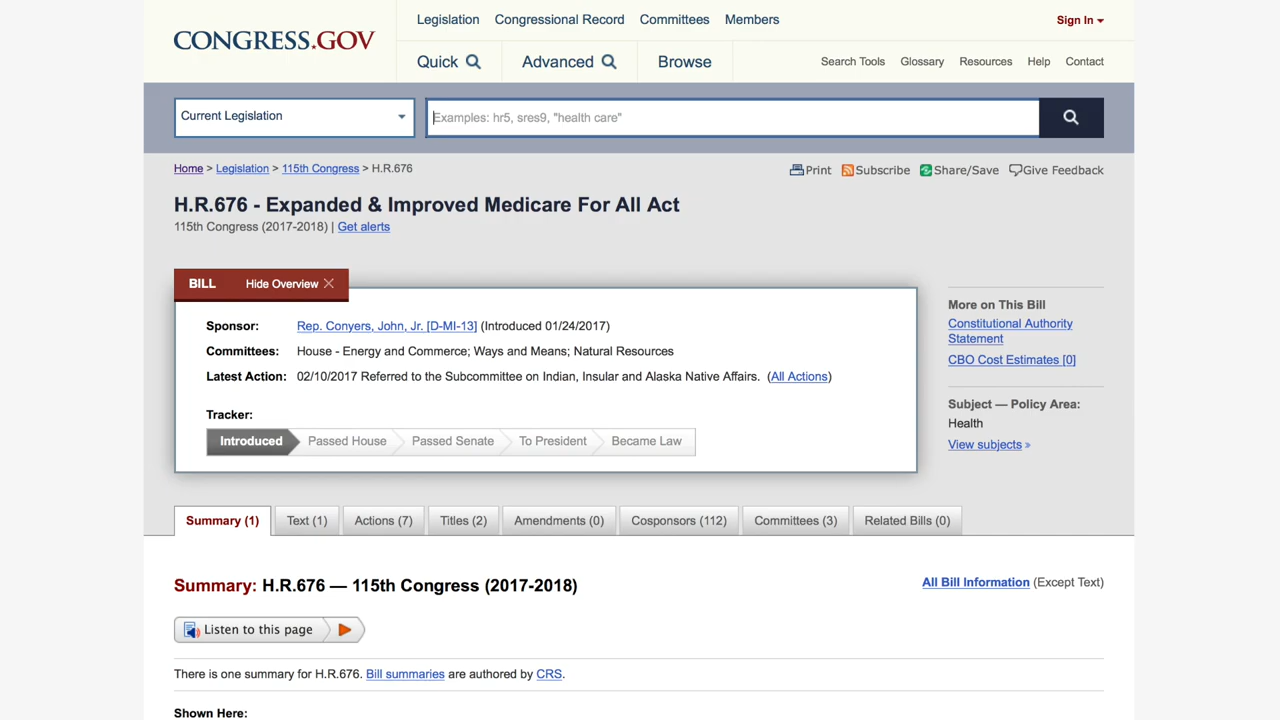 CONGRESS.GOV
Legislation Congressional Record Committees Members
Sign In
Quick Advanced Browse
Search Tools Glossary Resources Help Contact
Current Legislation
Examples: hr5, sres9, "health care"
Home > Legislation > 115th Congress > H.R.676
Print Subscribe Share/Save Give Feedback
H.R.676 - Expanded & Improved Medicare For All Act
115th Congress (2017-2018) | Get alerts
BILL Hide Overview
Sponsor: Rep. Conyers, John, Jr. [D-MI-13] (Introduced 01/24/2017)
Committees: House - Energy and Commerce; Ways and Means; Natural Resources
Latest Action: 02/10/2017 Referred to the Subcommittee on Indian, Insular and Alaska Native Affairs. (All Actions)
Tracker:
Introduced Passed House Passed Senate To President Became Law
More on This Bill
Constitutional Authority
Statement
CBO Cost Estimates [0]
Subject — Policy Area:
Health
View subjects »
Summary (1) Text (1) Actions (7) Titles (2) Amendments (0) Cosponsors (112) Committees (3) Related Bills (0)
Summary: H.R.676 — 115th Congress (2017-2018)
All Bill Information (Except Text)
Listen to this page
There is one summary for H.R.676. Bill summaries are authored by CRS.
Shown Here: